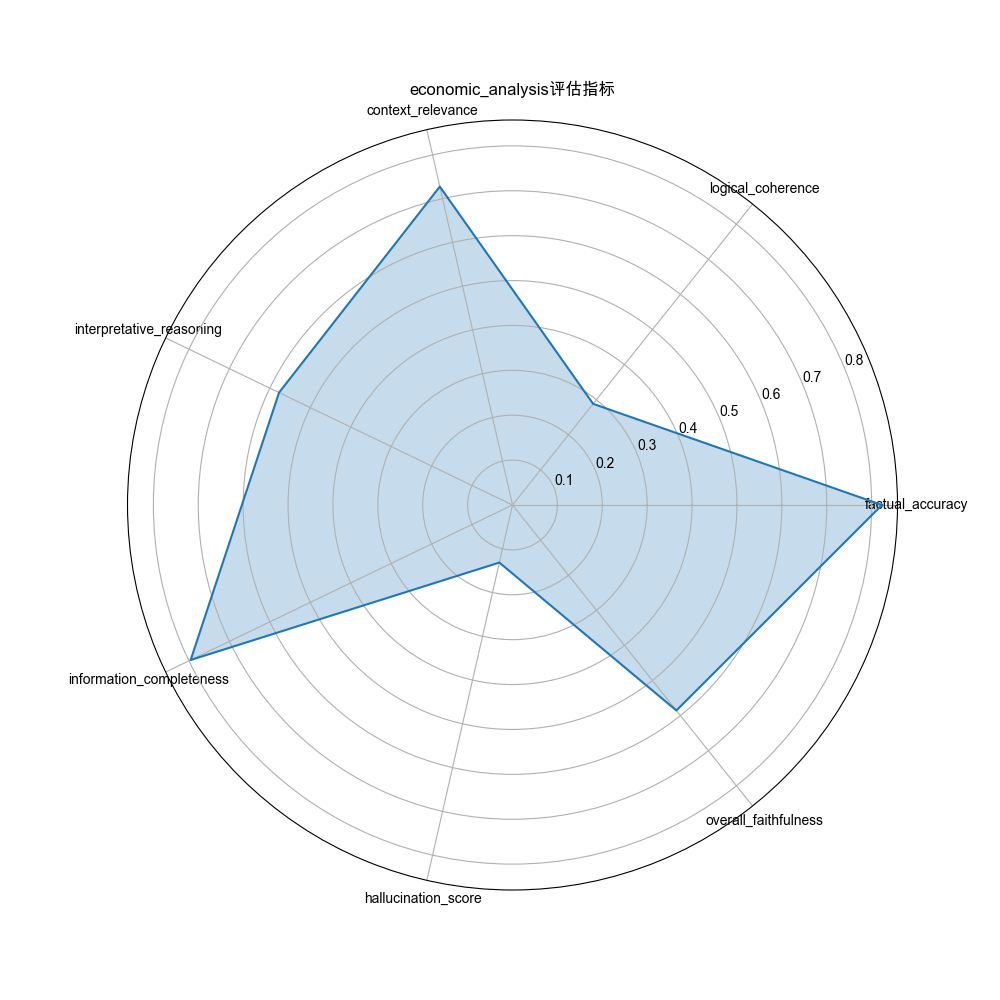 economic_analysis评估指标
context_relevance
logical_coherence
interpretative_reasoning
0.8
0.7
0.6
0.5
0.4
0.3
0.2
0.1
factual_accuracy
information_completeness
overall_faithfulness
hallucination_score